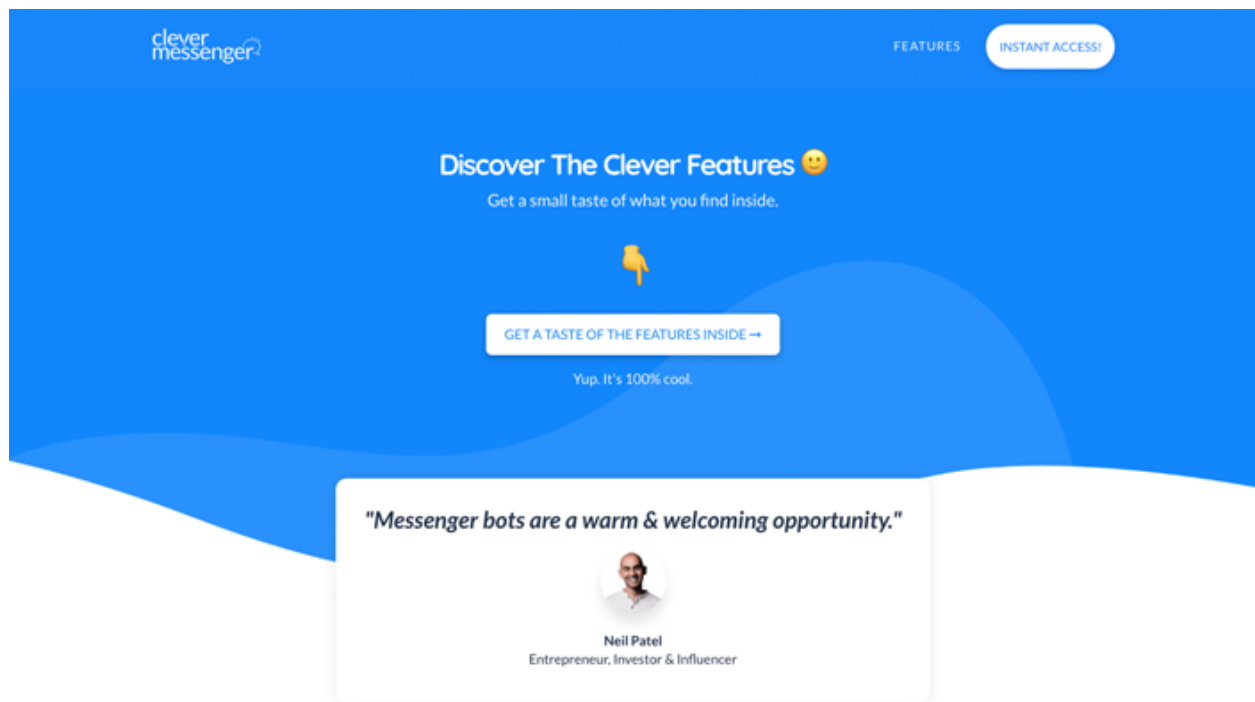 clever
messenger
FEATURES
INSTANT ACCESS!
Discover The Clever Features 🙂
Get a small taste of what you find inside.
👇
GET A TASTE OF THE FEATURES INSIDE ➞
Yup. It's 100% cool.
"Messenger bots are a warm & welcoming opportunity."
Neil Patel
Entrepreneur, Investor & Influencer